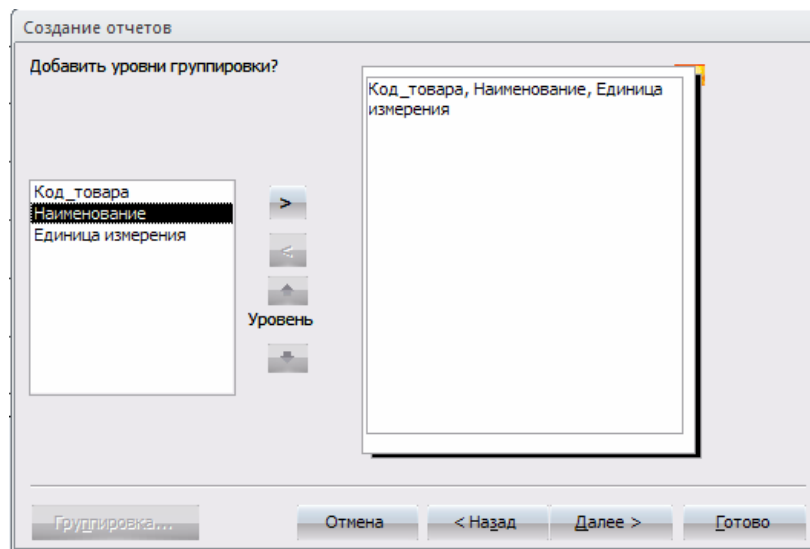 Создание отчетов
Добавить уровни группировки?
Код_товара, Наименование, Единица
измерения
Код_товара
Наименование
Единица измерения
>
<
Уровень
Группировка...
Отмена
< Назад
Далее >
Готово